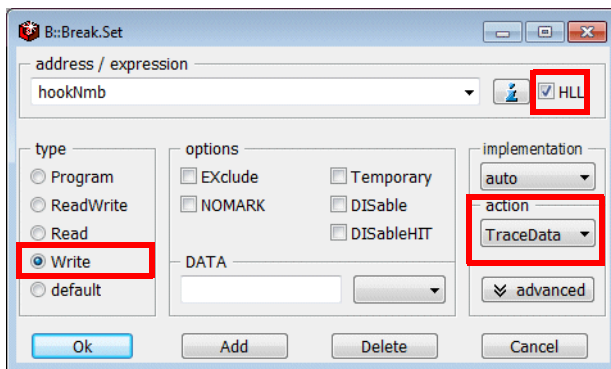 B::Break.Set
address / expression
hookNmb
i HLL
type
Program
ReadWrite
Read
Write
default
options
EXclude
NOMARK
Temporary
DISable
DISableHIT
DATA
implementation
auto
action
TraceData
advanced
Ok Add Delete Cancel